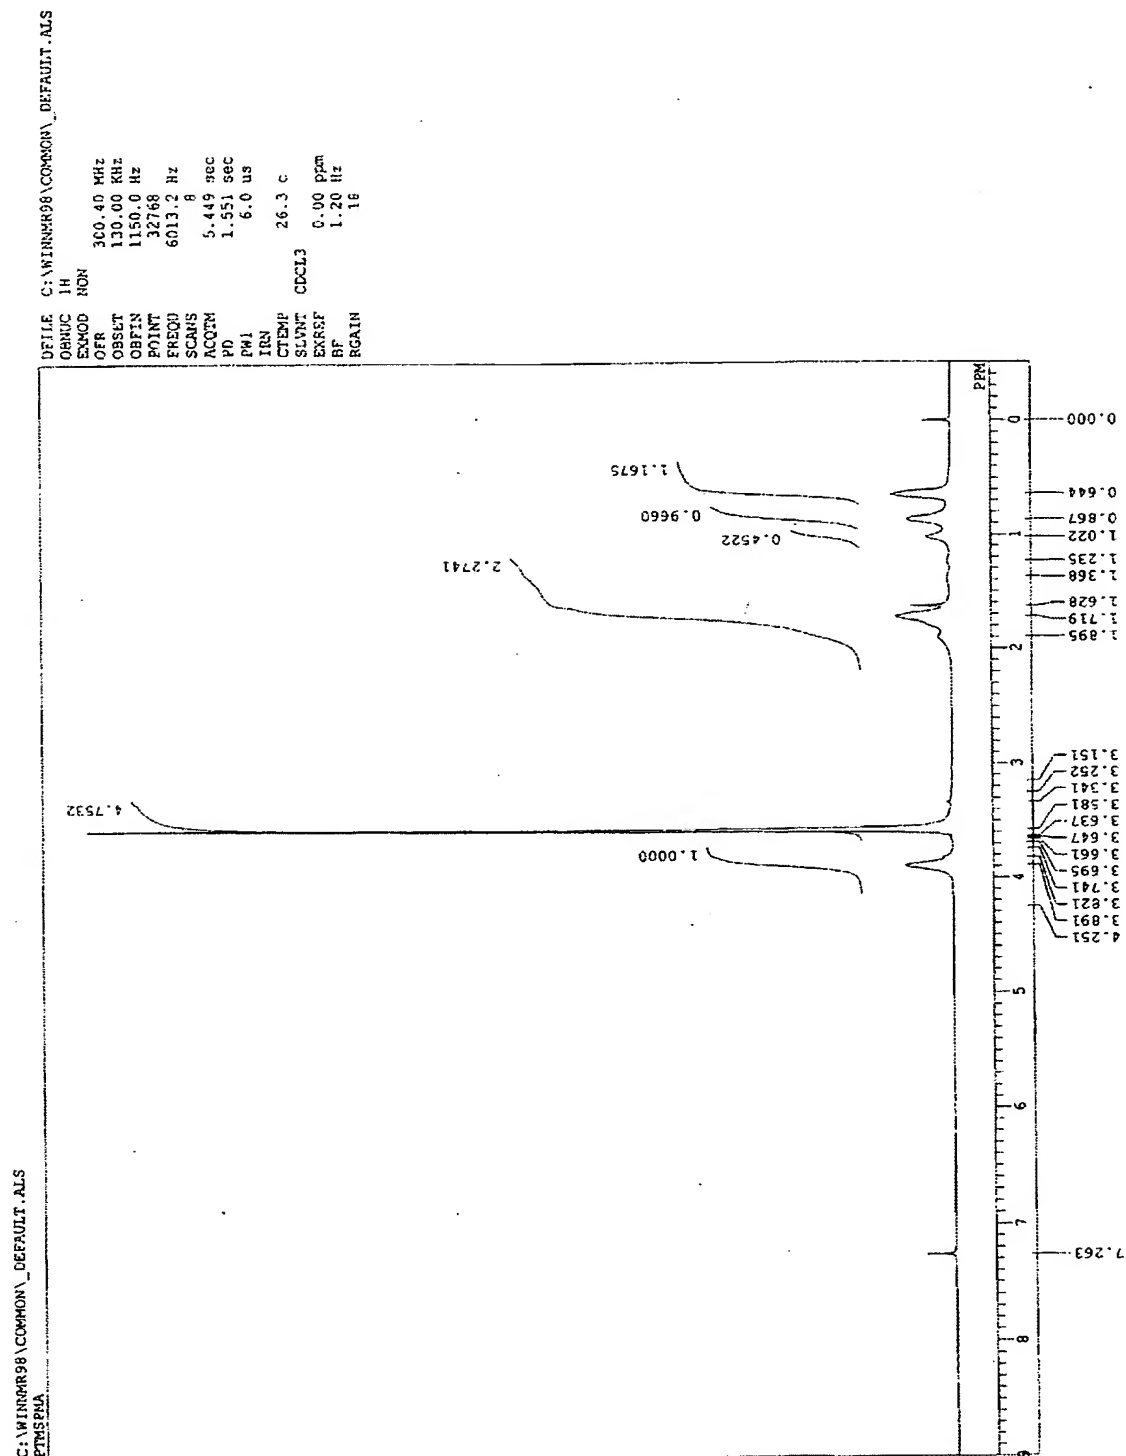 C:\WINNMR98\COMMON\_DEFAULT.ALS
PTMSPMA
DFILE C:\WINNMR98\COMMON\_DEFAULT.ALS
OBNUC 1H
EXMOD NON
OFR 300.40 MHz
OBSET 130.00 KHz
OBFIN 1150.0 Hz
POINT 32768
FREQU 6013.2 Hz
SCANS 8
ACQTM 5.449 sec
PD 1.551 sec
PW1 6.0 us
IRN
CTEMP 26.3 c
SLVNT CDCL3
EXREF 0.00 ppm
BF 1.20 Hz
RGAIN 18
1.1675
0.9660
0.4522
2.2741
4.7532
1.0000
PPM
0
1
2
3
4
5
6
7
8
9
0.000
0.644
0.867
1.022
1.235
1.368
1.628
1.719
1.895
3.151
3.252
3.341
3.581
3.637
3.647
3.661
3.695
3.741
3.821
3.891
4.251
7.263